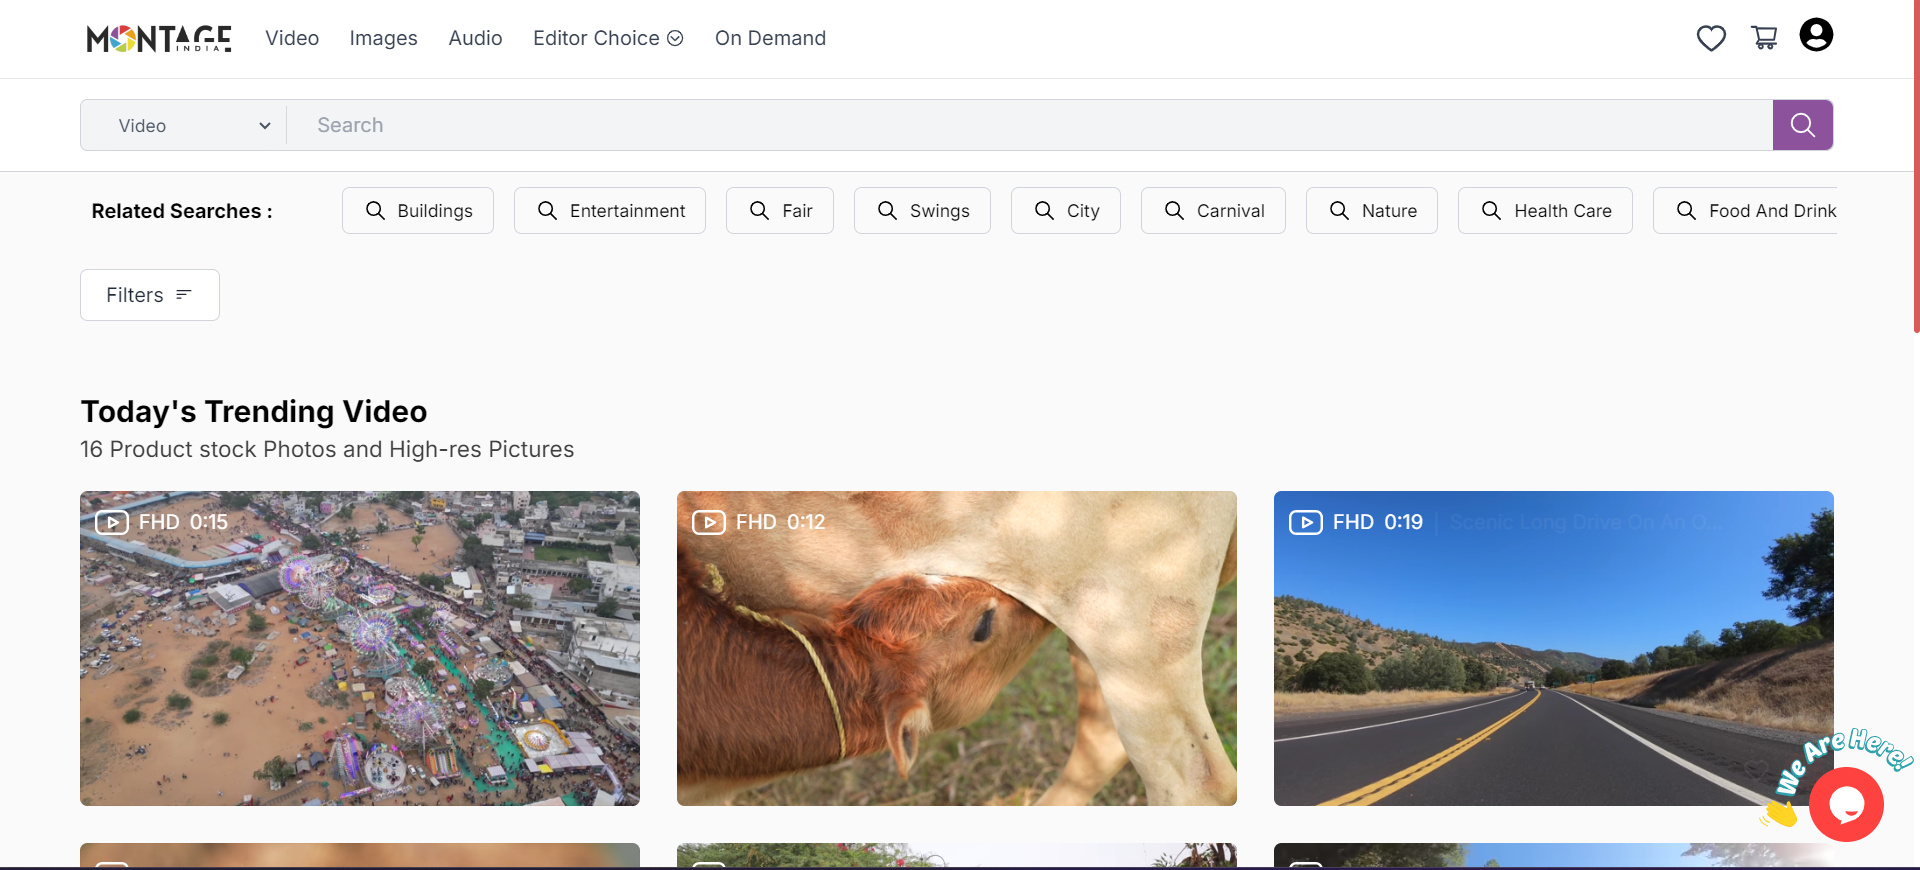 MONTAGE
INDIA
Video
Images
Audio
Editor Choice
On Demand
Video
Search
Related Searches :
Buildings
Entertainment
Fair
Swings
City
Carnival
Nature
Health Care
Food And Drink
Filters
Today's Trending Video
16 Product stock Photos and High-res Pictures
FHD 0:15
FHD 0:12
FHD 0:19 | Scenic Long Drive On An O...
We Are Here!